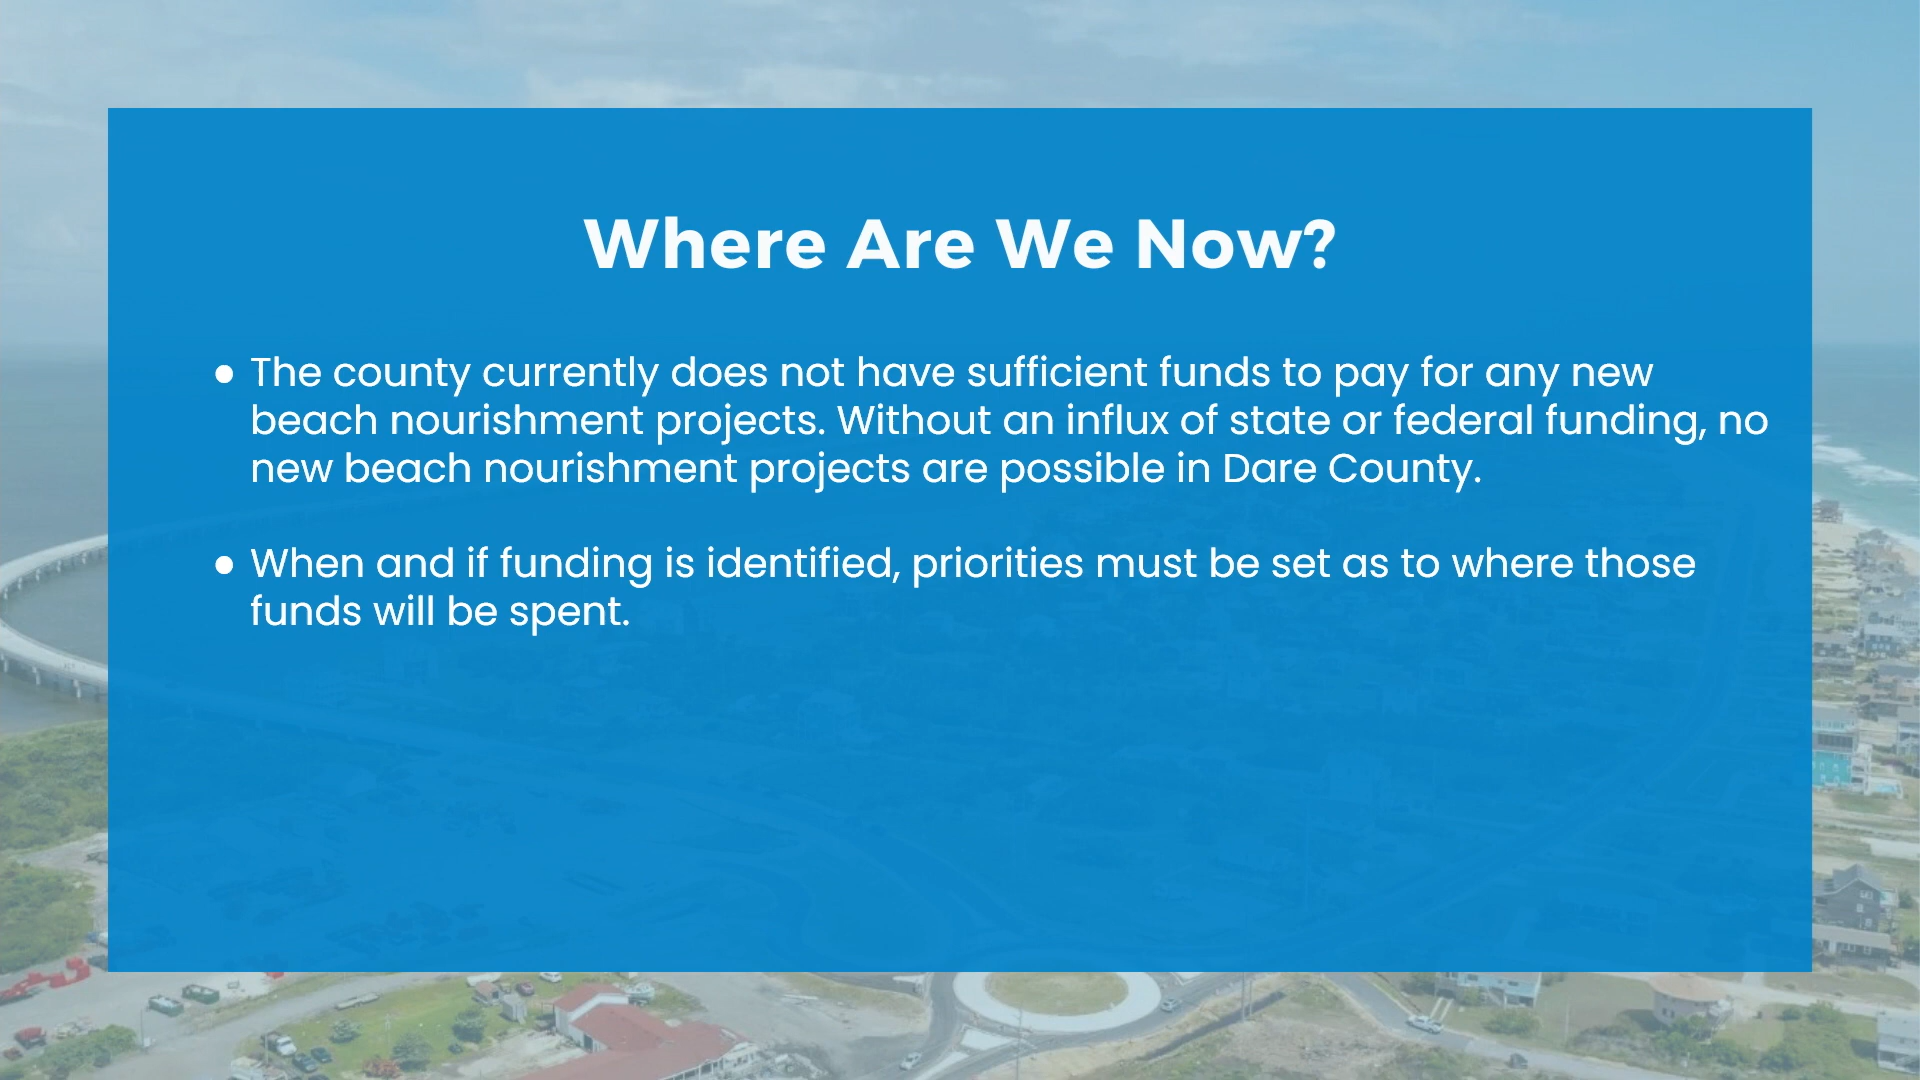 Where Are We Now?
● The county currently does not have sufficient funds to pay for any new
beach nourishment projects. Without an influx of state or federal funding, no
new beach nourishment projects are possible in Dare County.
● When and if funding is identified, priorities must be set as to where those
funds will be spent.